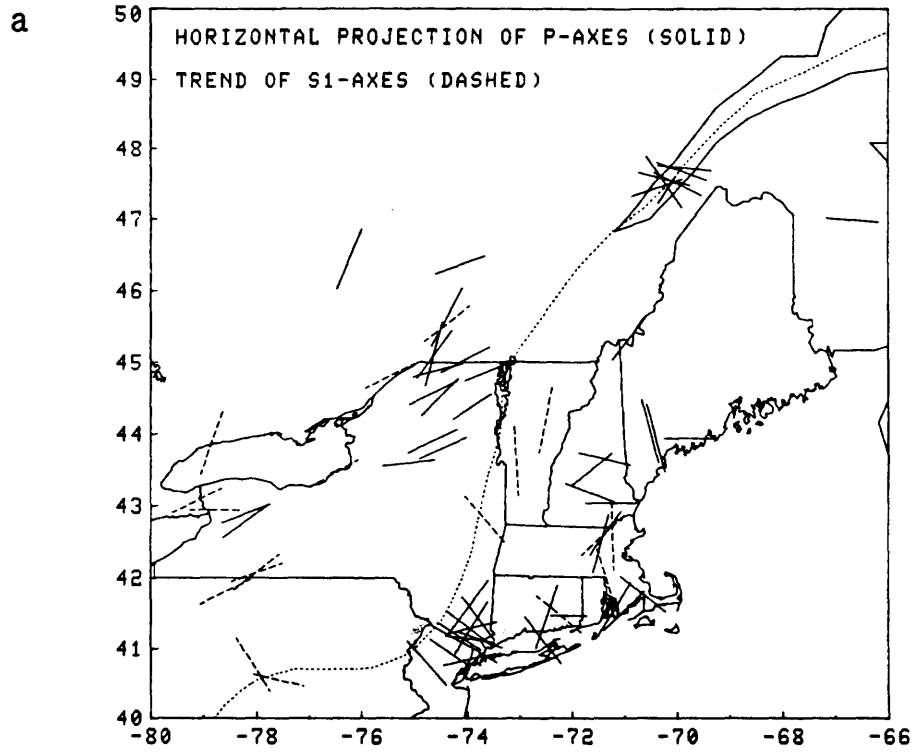 a
HORIZONTAL PROJECTION OF P-AXES (SOLID)
TREND OF S1-AXES (DASHED)
50
49
48
47
46
45
44
43
42
41
40
-80 -78 -76 -74 -72 -70 -68 -66